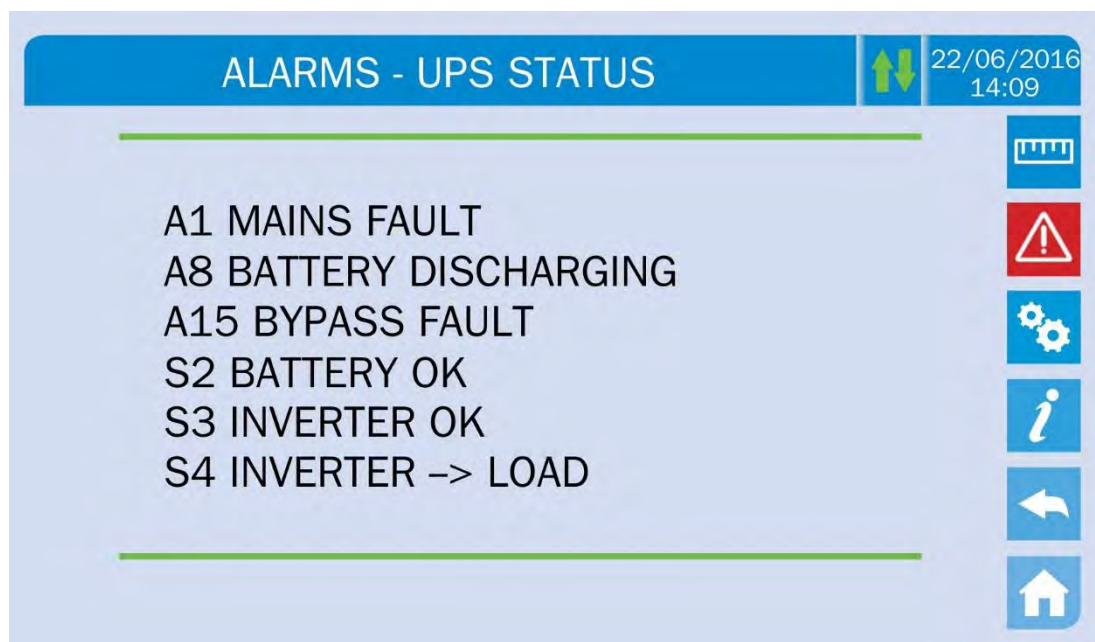 ALARMS - UPS STATUS
22/06/2016
14:09
A1 MAINS FAULT
A8 BATTERY DISCHARGING
A15 BYPASS FAULT
S2 BATTERY OK
S3 INVERTER OK
S4 INVERTER –> LOAD